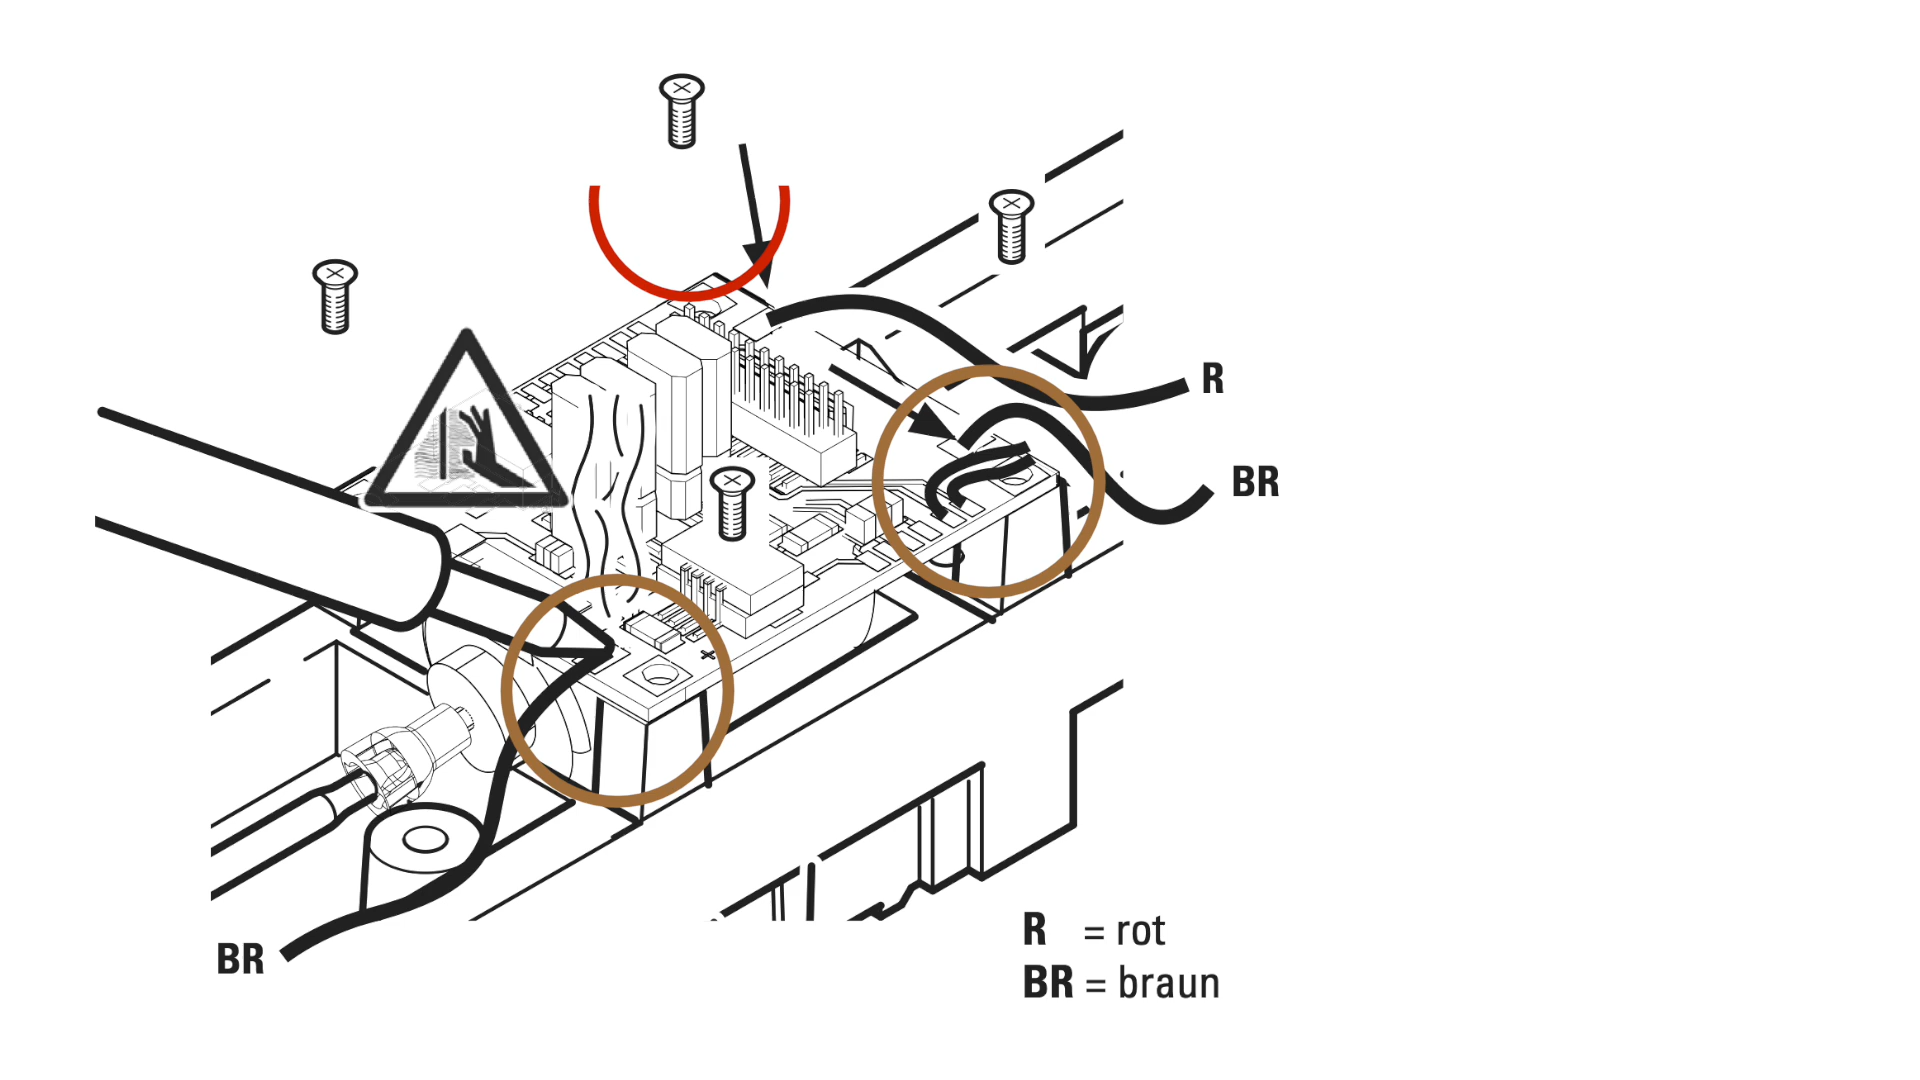 R
BR
BR
R = rot
BR = braun